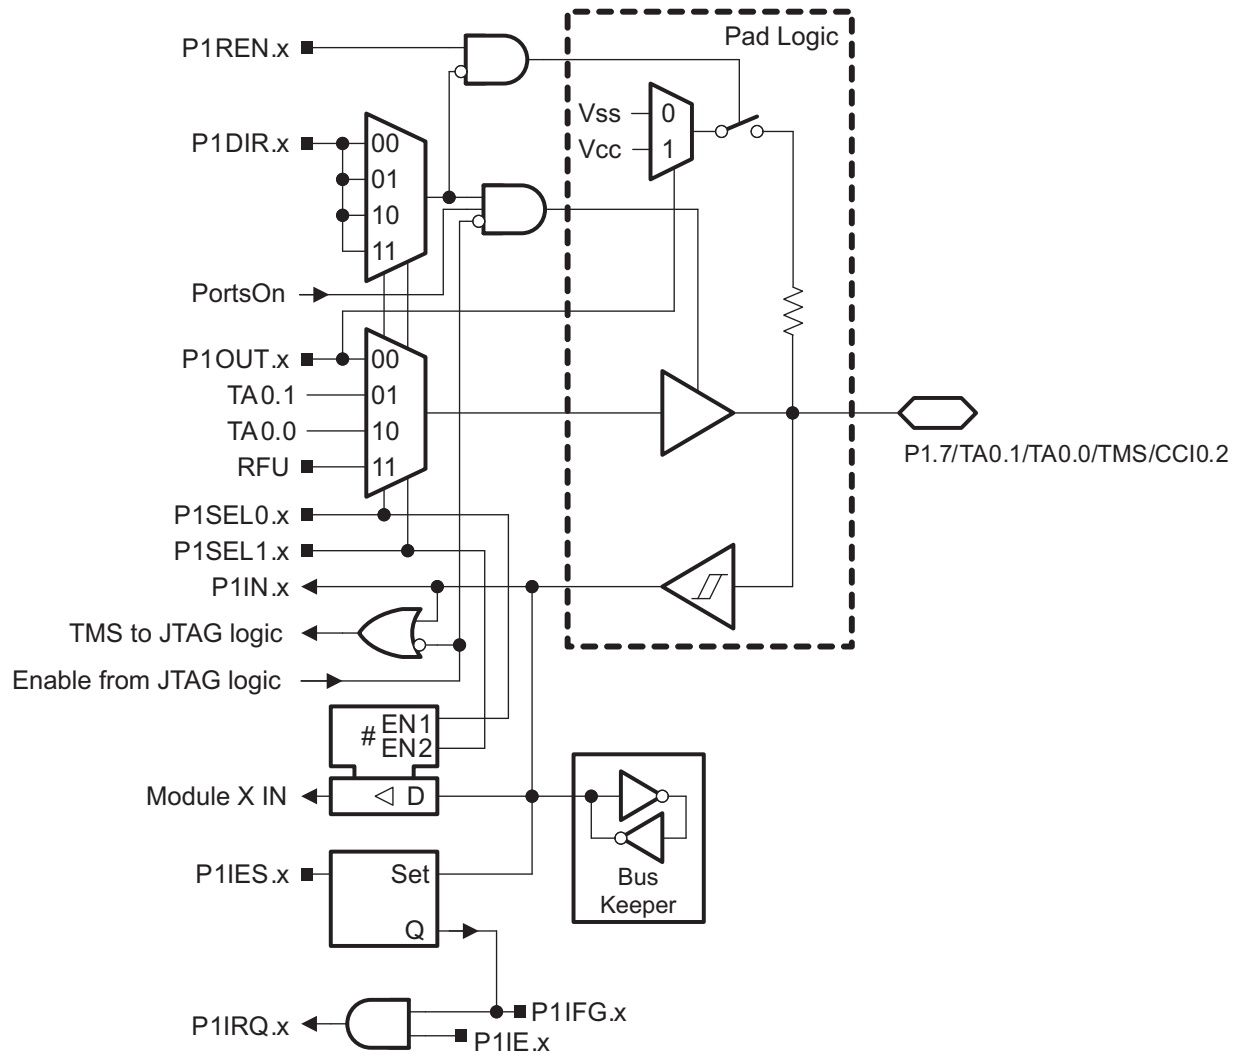 Pad Logic
P1REN.x
Vss
0
Vcc
1
P1DIR.x
00
01
10
11
PortsOn
P1OUT.x
00
TA0.1
01
TA0.0
10
RFU
11
P1.7/TA0.1/TA0.0/TMS/CCI0.2
P1SEL0.x
P1SEL1.x
P1IN.x
TMS to JTAG logic
Enable from JTAG logic
# EN1
EN2
Module X IN
D
P1IES.x
Set
Q
Bus
Keeper
P1IRQ.x
P1IFG.x
P1IE.x